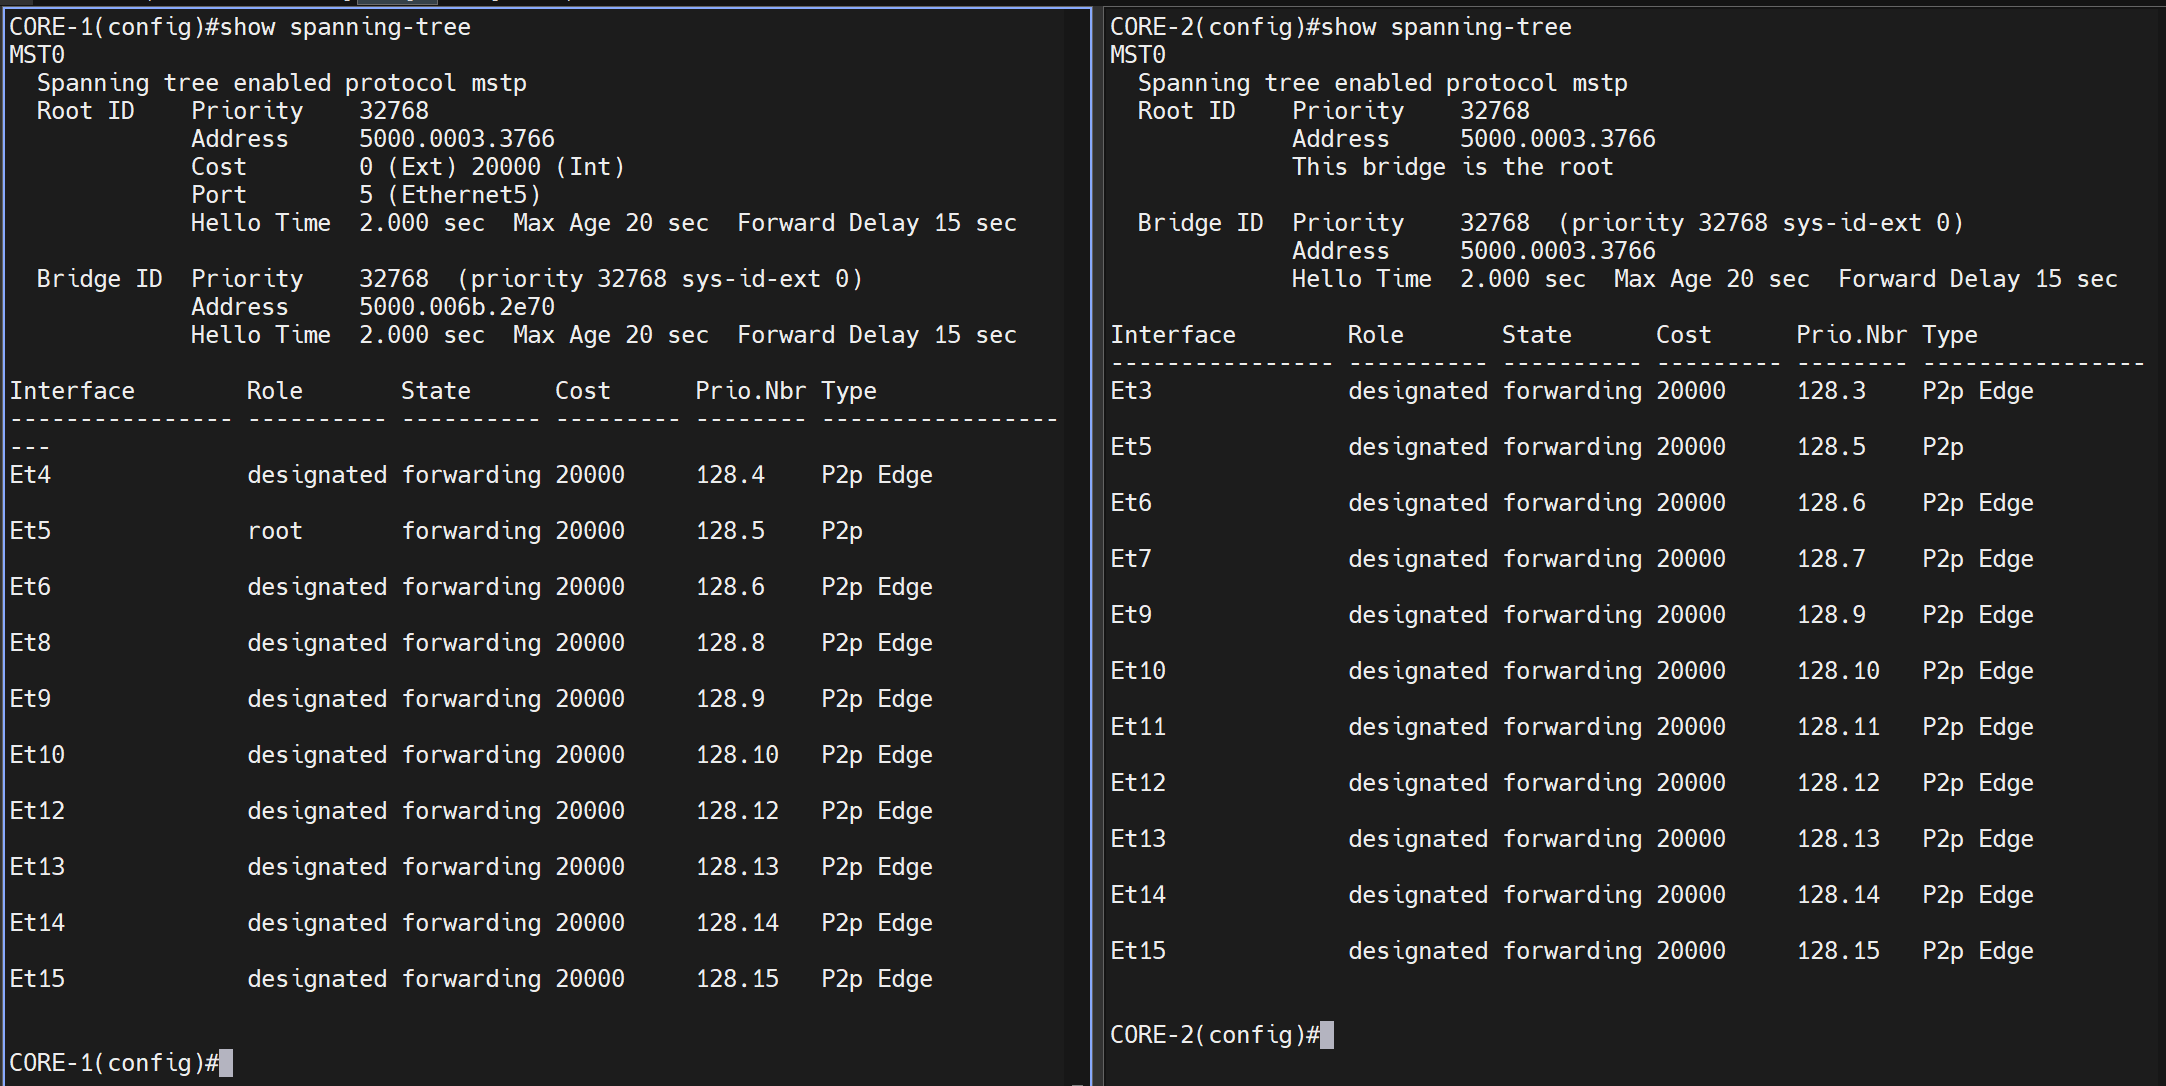 CORE-1(config)#show spanning-tree
MST0
  Spanning tree enabled protocol mstp
  Root ID    Priority    32768
             Address     5000.0003.3766
             Cost        0 (Ext) 20000 (Int)
             Port        5 (Ethernet5)
             Hello Time  2.000 sec  Max Age 20 sec  Forward Delay 15 sec

  Bridge ID  Priority    32768  (priority 32768 sys-id-ext 0)
             Address     5000.006b.2e70
             Hello Time  2.000 sec  Max Age 20 sec  Forward Delay 15 sec

Interface        Role       State      Cost      Prio.Nbr Type
---------------- ---------- ---------- --------- -------- -----------------
---
Et4              designated forwarding 20000     128.4    P2p Edge
Et5              root       forwarding 20000     128.5    P2p
Et6              designated forwarding 20000     128.6    P2p Edge
Et8              designated forwarding 20000     128.8    P2p Edge
Et9              designated forwarding 20000     128.9    P2p Edge
Et10             designated forwarding 20000     128.10   P2p Edge
Et12             designated forwarding 20000     128.12   P2p Edge
Et13             designated forwarding 20000     128.13   P2p Edge
Et14             designated forwarding 20000     128.14   P2p Edge
Et15             designated forwarding 20000     128.15   P2p Edge

CORE-1(config)#
CORE-2(config)#show spanning-tree
MST0
  Spanning tree enabled protocol mstp
  Root ID    Priority    32768
             Address     5000.0003.3766
             This bridge is the root

  Bridge ID  Priority    32768  (priority 32768 sys-id-ext 0)
             Address     5000.0003.3766
             Hello Time  2.000 sec  Max Age 20 sec  Forward Delay 15 sec

Interface        Role       State      Cost      Prio.Nbr Type
---------------- ---------- ---------- --------- -------- ----------------
Et3              designated forwarding 20000     128.3    P2p Edge
Et5              designated forwarding 20000     128.5    P2p
Et6              designated forwarding 20000     128.6    P2p Edge
Et7              designated forwarding 20000     128.7    P2p Edge
Et9              designated forwarding 20000     128.9    P2p Edge
Et10             designated forwarding 20000     128.10   P2p Edge
Et11             designated forwarding 20000     128.11   P2p Edge
Et12             designated forwarding 20000     128.12   P2p Edge
Et13             designated forwarding 20000     128.13   P2p Edge
Et14             designated forwarding 20000     128.14   P2p Edge
Et15             designated forwarding 20000     128.15   P2p Edge

CORE-2(config)#